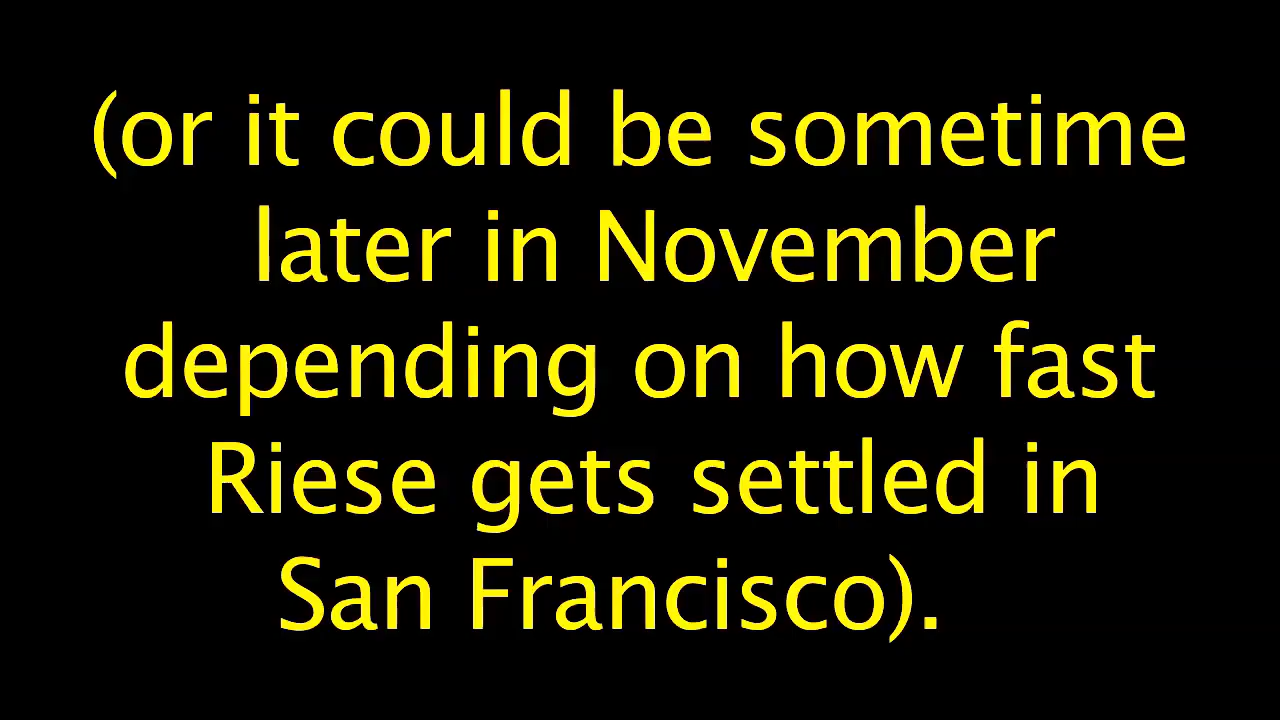 (or it could be sometime
later in November
depending on how fast
Riese gets settled in
San Francisco).